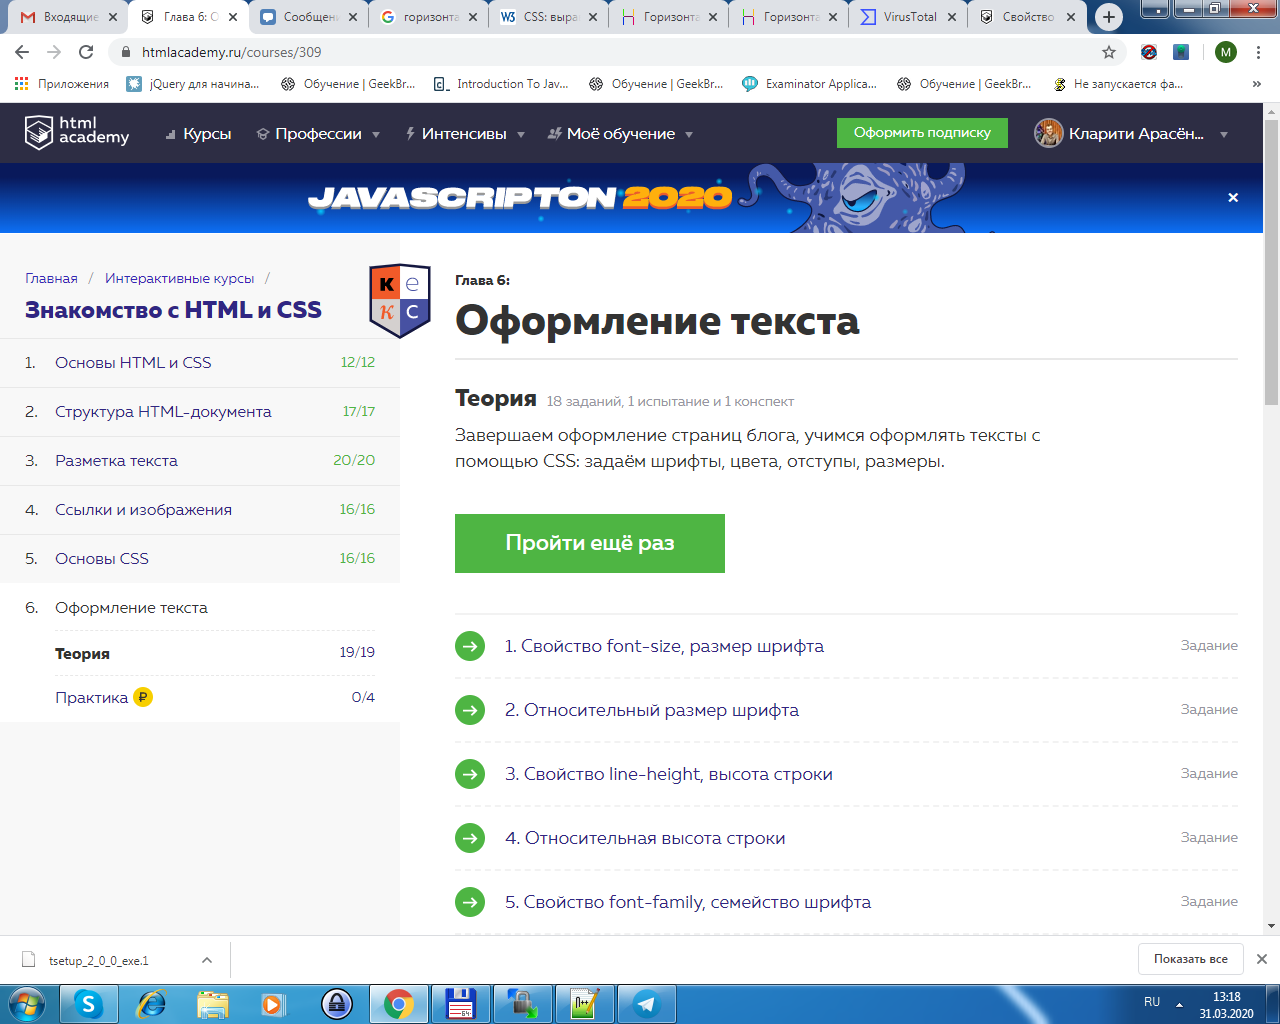 Входящие
Глава 6: О
Сообщен
горизонта
CSS: выра
Горизонта
Горизонта
VirusTotal
Свойство
htmlacademy.ru/courses/309
M
Приложения
jQuery для начина...
Обучение | GeekBr...
Introduction To Jav...
Обучение | GeekBr...
Examinator Applica...
Обучение | GeekBr...
Не запускается фа...
html
academy
Курсы
Профессии
Интенсивы
Моё обучение
Оформить подписку
Кларити Арасён...
JAVASCRIPTON 2020
Главная / Интерактивные курсы /
Знакомство с HTML и CSS
К е
К С
1. Основы HTML и CSS 12/12
2. Структура HTML-документа 17/17
3. Разметка текста 20/20
4. Ссылки и изображения 16/16
5. Основы CSS 16/16
6. Оформление текста
Теория 19/19
Практика ₽ 0/4
Глава 6:
Оформление текста
Теория 18 заданий, 1 испытание и 1 конспект
Завершаем оформление страниц блога, учимся оформлять тексты с
помощью CSS: задаём шрифты, цвета, отступы, размеры.
Пройти ещё раз
1. Свойство font-size, размер шрифта Задание
2. Относительный размер шрифта Задание
3. Свойство line-height, высота строки Задание
4. Относительная высота строки Задание
5. Свойство font-family, семейство шрифта Задание
tsetup_2_0_0_exe.1
Показать все
RU
13:18
31.03.2020